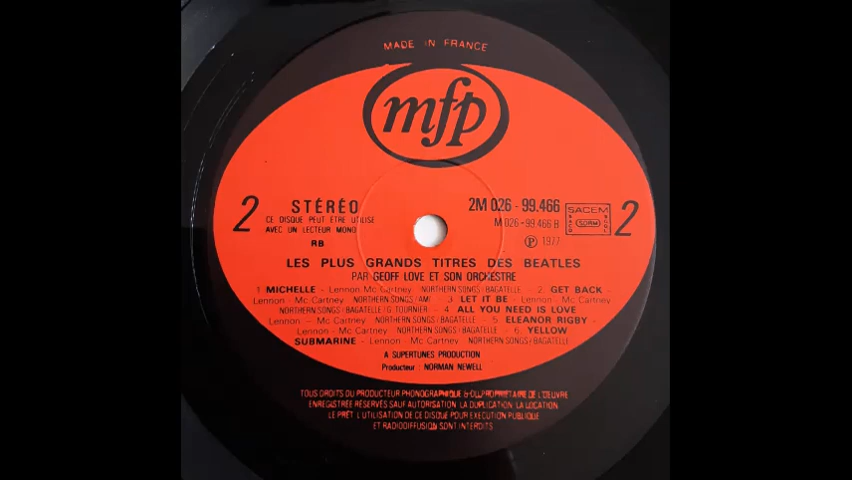 MADE IN FRANCE
mfp
2 STÉRÉO 2M 026 - 99.466 SACEM 2
CE DISQUE PEUT ETRE UTILISE M 026 - 99.466 B SDRM
AVEC UN LECTEUR MONO
RB ℗ 1977
LES PLUS GRANDS TITRES DES BEATLES
PAR GEOFF LOVE ET SON ORCHESTRE
1. MICHELLE - Lennon Mc Cartney NORTHERN SONGS / BAGATELLE - 2. GET BACK -
Lennon - Mc Cartney NORTHERN SONGS / AMI - 3. LET IT BE - Lennon - Mc Cartney
NORTHERN SONGS / BAGATELLE / G. TOURNIER - 4. ALL YOU NEED IS LOVE
Lennon - Mc Cartney NORTHERN SONGS / BAGATELLE - 5. ELEANOR RIGBY -
Lennon - Mc Cartney NORTHERN SONGS / BAGATELLE - 6. YELLOW
SUBMARINE - Lennon - Mc Cartney NORTHERN SONGS / BAGATELLE
A SUPERTUNES PRODUCTION
Producteur : NORMAN NEWELL
TOUS DROITS DU PRODUCTEUR PHONOGRAPHIQUE & DU PROPRIETAIRE DE L'ŒUVRE
ENREGISTRÉE RÉSERVÉS SAUF AUTORISATION LA DUPLICATION LA LOCATION
LE PRÊT L'UTILISATION DE CE DISQUE POUR EXECUTION PUBLIQUE
ET RADIODIFFUSION SONT INTERDITS